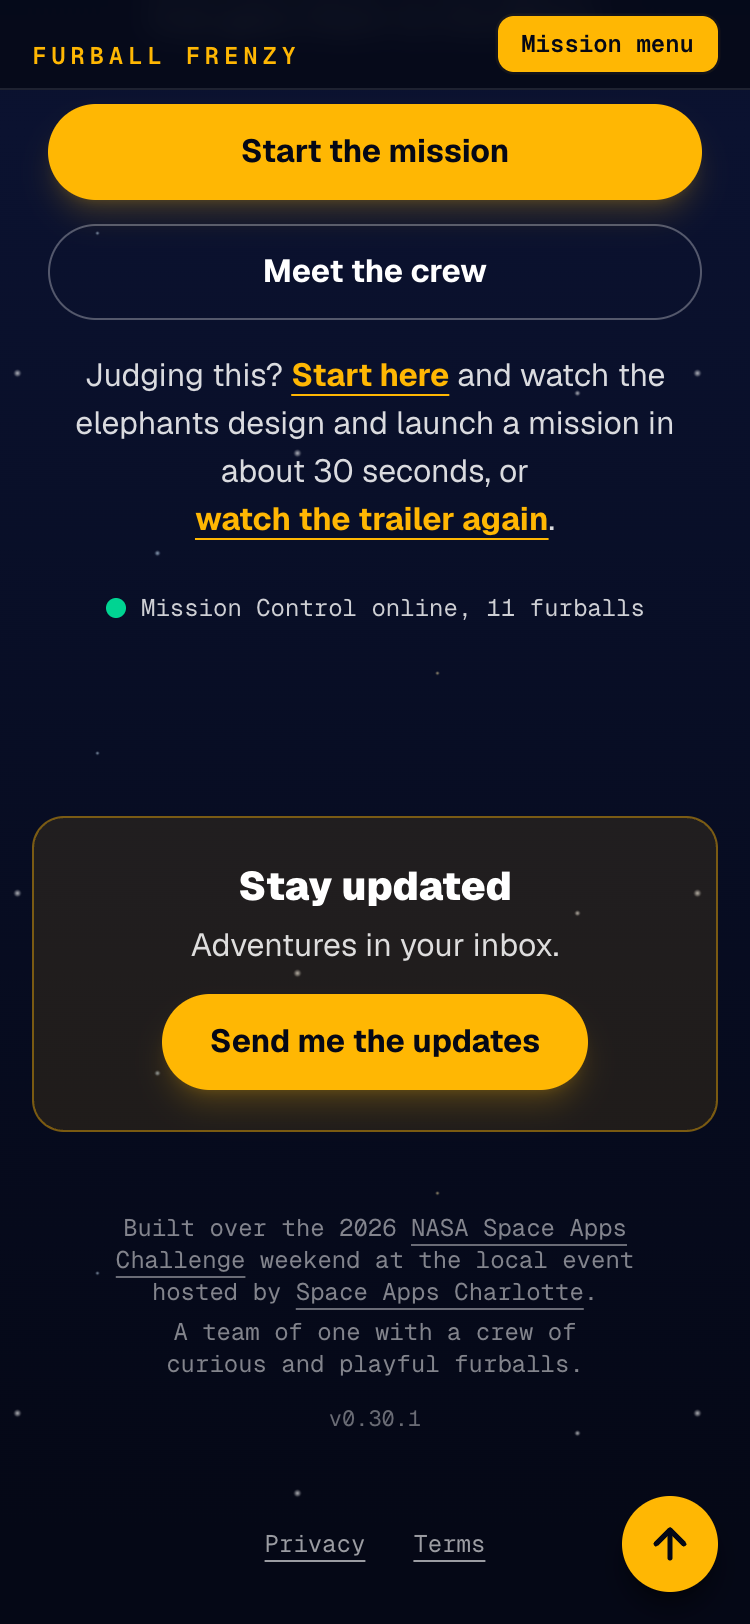 FURBALL FRENZY
Mission menu
Start the mission
Meet the crew
Judging this? Start here and watch the
elephants design and launch a mission in
about 30 seconds, or
watch the trailer again.
Mission Control online, 11 furballs
Stay updated
Adventures in your inbox.
Send me the updates
Built over the 2026 NASA Space Apps
Challenge weekend at the local event
hosted by Space Apps Charlotte.
A team of one with a crew of
curious and playful furballs.
v0.30.1
Privacy Terms